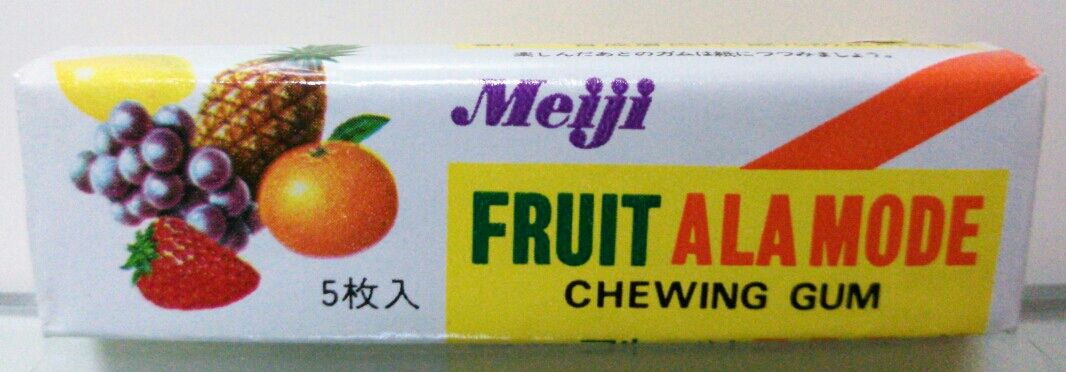 楽しんだあとのガムは紙につつみましょう。
Meiji
FRUIT ALA MODE
CHEWING GUM
5枚入